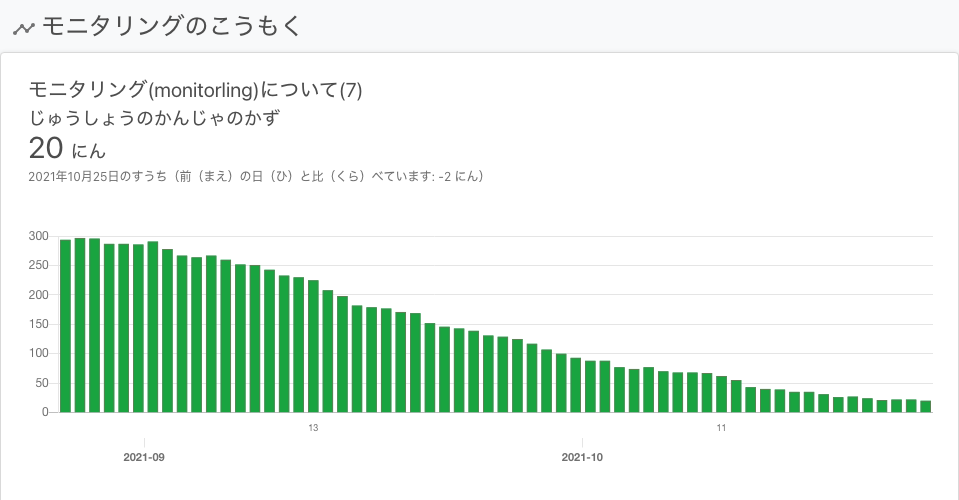 モニタリングのこうもく
モニタリング(monitorling)について(7)
じゅうしょうのかんじゃのかず
20 にん
2021年10月25日のすうち（前（まえ）の日（ひ）と比（くら）べています: -2 にん）
300
250
200
150
100
50
0
13
11
2021-09
2021-10